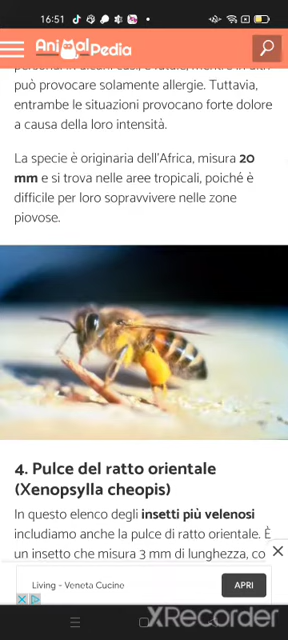 16:51
AnimalPedia
può provocare solamente allergie. Tuttavia,
entrambe le situazioni provocano forte dolore
a causa della loro intensità.
La specie è originaria dell'Africa, misura 20
mm e si trova nelle aree tropicali, poiché è
difficile per loro sopravvivere nelle zone
piovose.
4. Pulce del ratto orientale
(Xenopsylla cheopis)
In questo elenco degli insetti più velenosi
includiamo anche la pulce di ratto orientale. È
un insetto che misura 3 mm di lunghezza, co
Living - Veneta Cucine
APRI
XRecorder